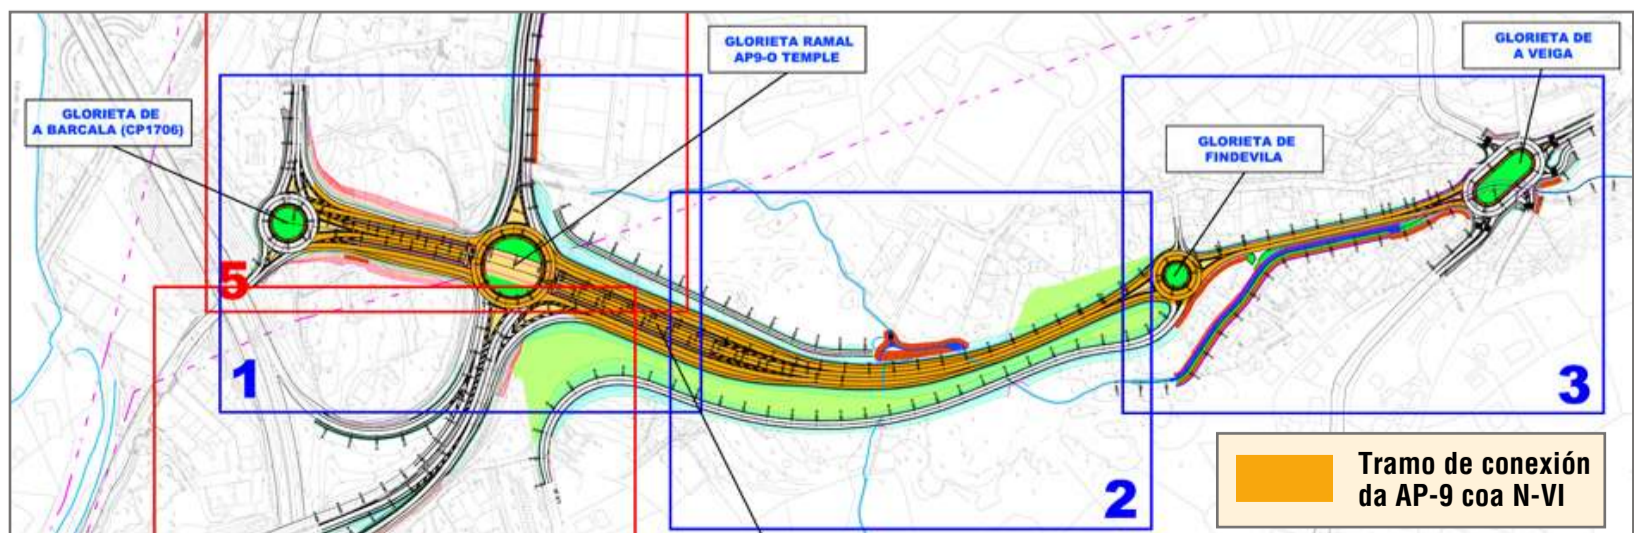 GLORIETA DE
A BARCALA (CP1706)
GLORIETA RAMAL
AP9-O TEMPLE
GLORIETA DE
FINDEVILA
GLORIETA DE
A VEIGA
5
1
2
3
Tramo de conexión
da AP-9 coa N-VI